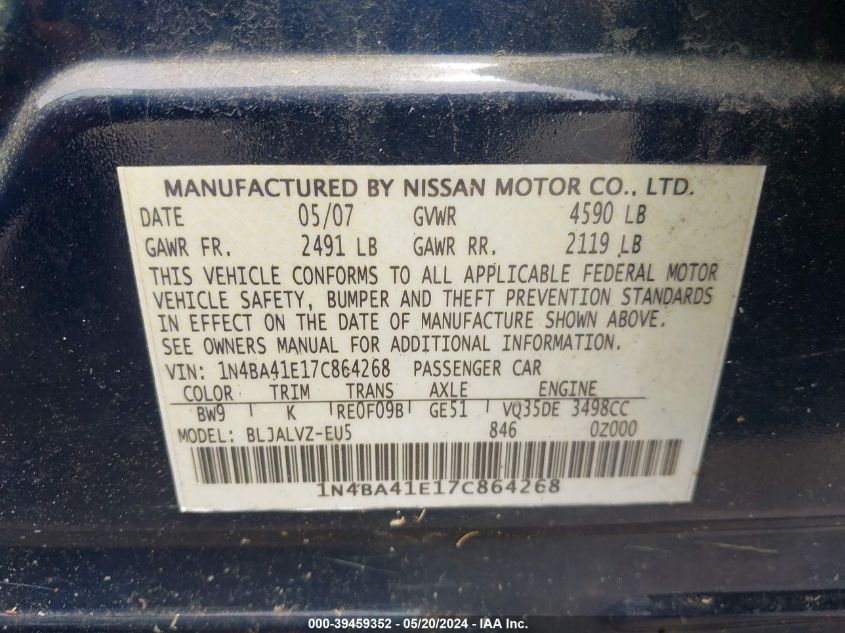 MANUFACTURED BY NISSAN MOTOR CO., LTD.
DATE 05/07 GVWR 4590 LB
GAWR FR. 2491 LB GAWR RR. 2119 LB
THIS VEHICLE CONFORMS TO ALL APPLICABLE FEDERAL MOTOR
VEHICLE SAFETY, BUMPER AND THEFT PREVENTION STANDARDS
IN EFFECT ON THE DATE OF MANUFACTURE SHOWN ABOVE.
SEE OWNERS MANUAL FOR ADDITIONAL INFORMATION.
VIN: 1N4BA41E17C864268 PASSENGER CAR
COLOR TRIM TRANS AXLE ENGINE
BW9 K RE0F09B GE51 VQ35DE 3498CC
MODEL: BLJALVZ-EU5 846 0Z000
1N4BA41E17C864268
000-39459352 - 05/20/2024 - IAA Inc.